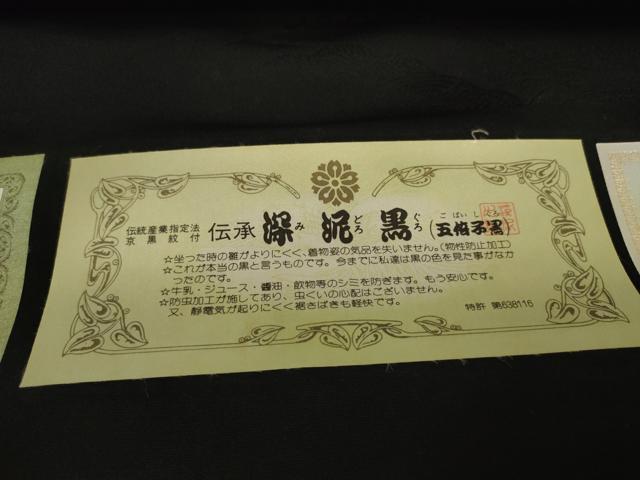 伝統産業指定法
京黒紋付
伝承 深泥黒 (五倍子黒)
み どろ ぐろ ごばいしぐろ
☆坐った時の皺がよりにくく、着物姿の気品を失いません。(物性防止加工)
☆これが本当の黒と言うものです。今までに私達は黒の色を見た事がなか
ったのです。
☆牛乳・ジュース・醤油・飲物等のシミを防ぎます。もう安心です。
☆防虫加工が施してあり、虫くいの心配はございません。
又、静電気が起りにくく裾さばきも軽快です。
特許 第638116